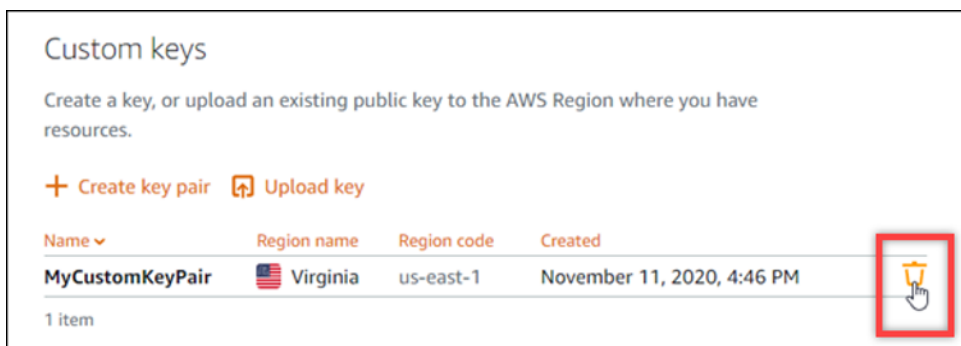 Custom keys
Create a key, or upload an existing public key to the AWS Region where you have
resources.
Create key pair Upload key
Name Region name Region code Created
MyCustomKeyPair Virginia us-east-1 November 11, 2020, 4:46 PM
1 item